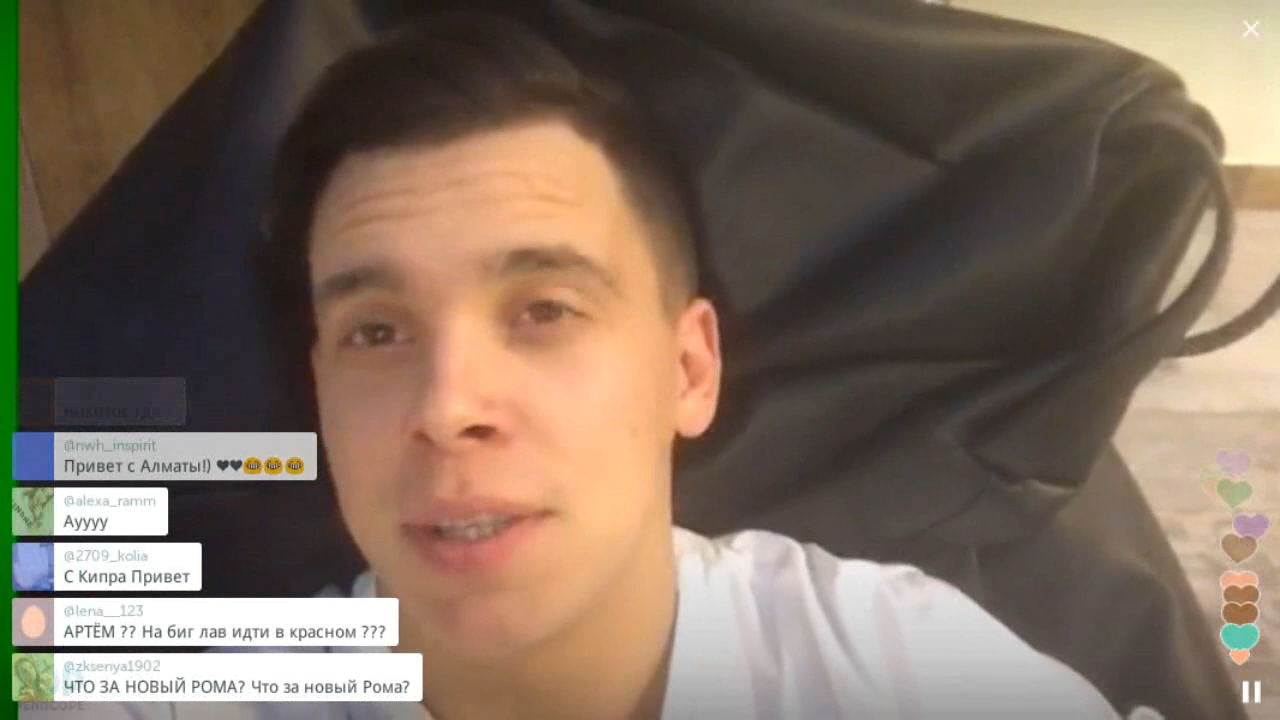 @nwh_inspirit
Привет с Алматы!) ♥♥😂😂😂
@alexa_ramm
Ауууу
@2709_kolia
С Кипра Привет
@lena__123
АРТЁМ ?? На биг лав идти в красном ???
@zksenya1902
ЧТО ЗА НОВЫЙ РОМА? Что за новый Рома?